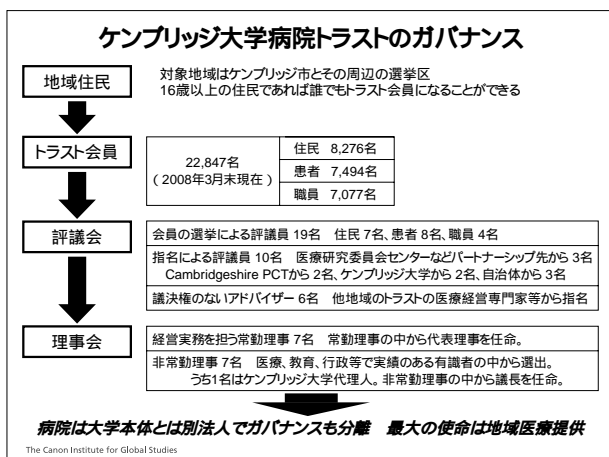 ケンブリッジ大学病院トラストのガバナンス
地域住民
対象地域はケンブリッジ市とその周辺の選挙区
16歳以上の住民であれば誰でもトラスト会員になることができる
トラスト会員
22,847名
(2008年3月末現在)
住民 8,276名
患者 7,494名
職員 7,077名
評議会
会員の選挙による評議員 19名 住民 7名、患者 8名、職員 4名
指名による評議員 10名 医療研究委員会センターなどパートナーシップ先から 3名
Cambridgeshire PCTから 2名、ケンブリッジ大学から 2名、自治体から 3名
議決権のないアドバイザー 6名 他地域のトラストの医療経営専門家等から指名
理事会
経営実務を担う常勤理事 7名 常勤理事の中から代表理事を任命。
非常勤理事 7名 医療、教育、行政等で実績のある有識者の中から選出。
うち1名はケンブリッジ大学代理人。非常勤理事の中から議長を任命。
病院は大学本体とは別法人でガバナンスも分離 最大の使命は地域医療提供
The Canon Institute for Global Studies